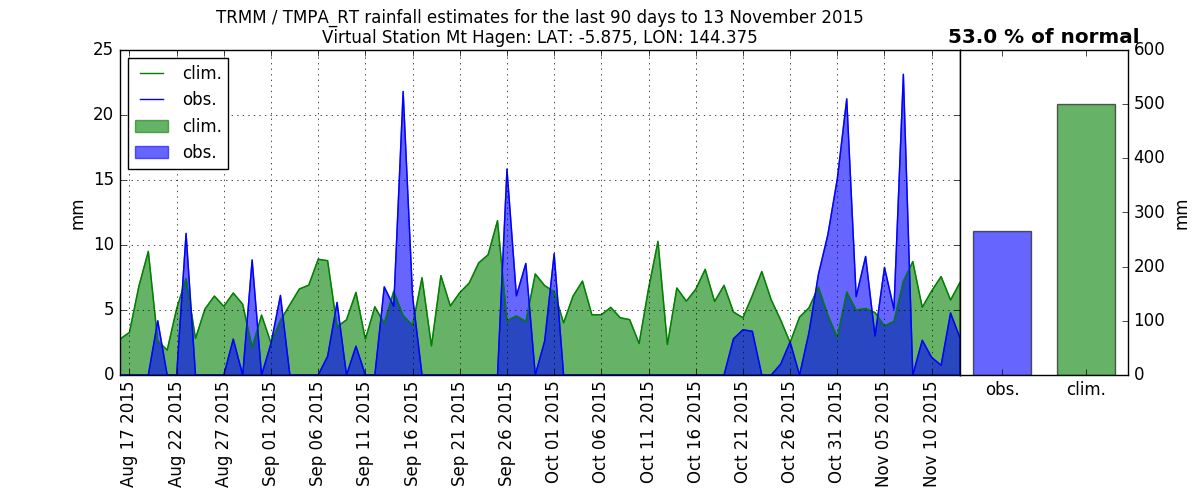 TRMM / TMPA_RT rainfall estimates for the last 90 days to 13 November 2015
Virtual Station Mt Hagen: LAT: -5.875, LON: 144.375
53.0 % of normal
clim.
obs.
clim.
obs.
25
20
15
10
5
0
mm
Aug 17 2015
Aug 22 2015
Aug 27 2015
Sep 01 2015
Sep 06 2015
Sep 11 2015
Sep 16 2015
Sep 21 2015
Sep 26 2015
Oct 01 2015
Oct 06 2015
Oct 11 2015
Oct 16 2015
Oct 21 2015
Oct 26 2015
Oct 31 2015
Nov 05 2015
Nov 10 2015
600
500
400
300
200
100
0
mm
obs.
clim.